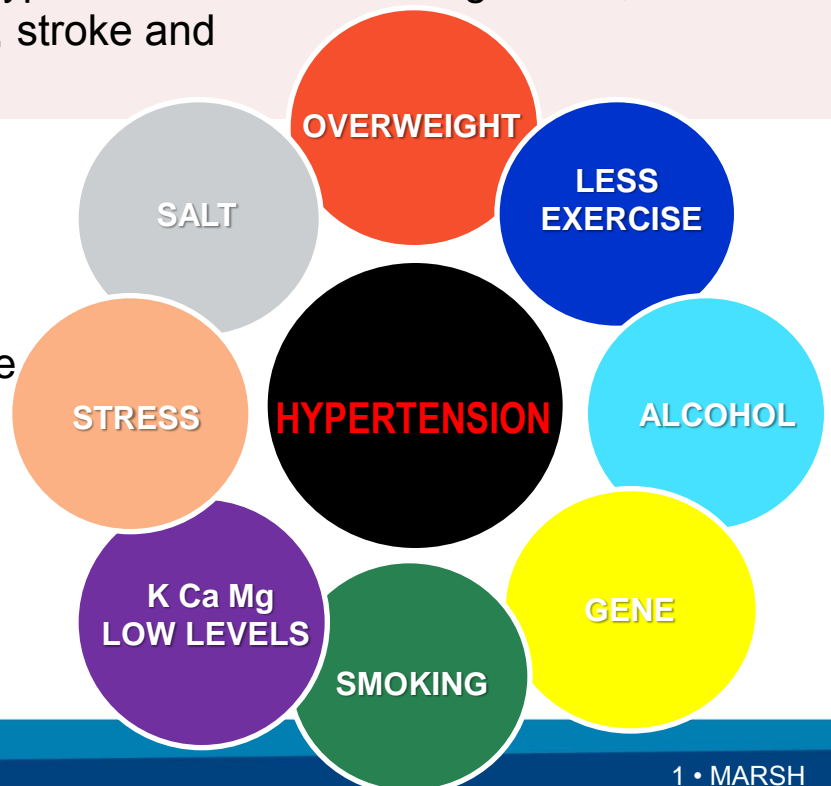 stroke and
OVERWEIGHT
LESS
EXERCISE
SALT
HYPERTENSION
STRESS
ALCOHOL
K Ca Mg
LOW LEVELS
GENE
SMOKING
1 • MARSH